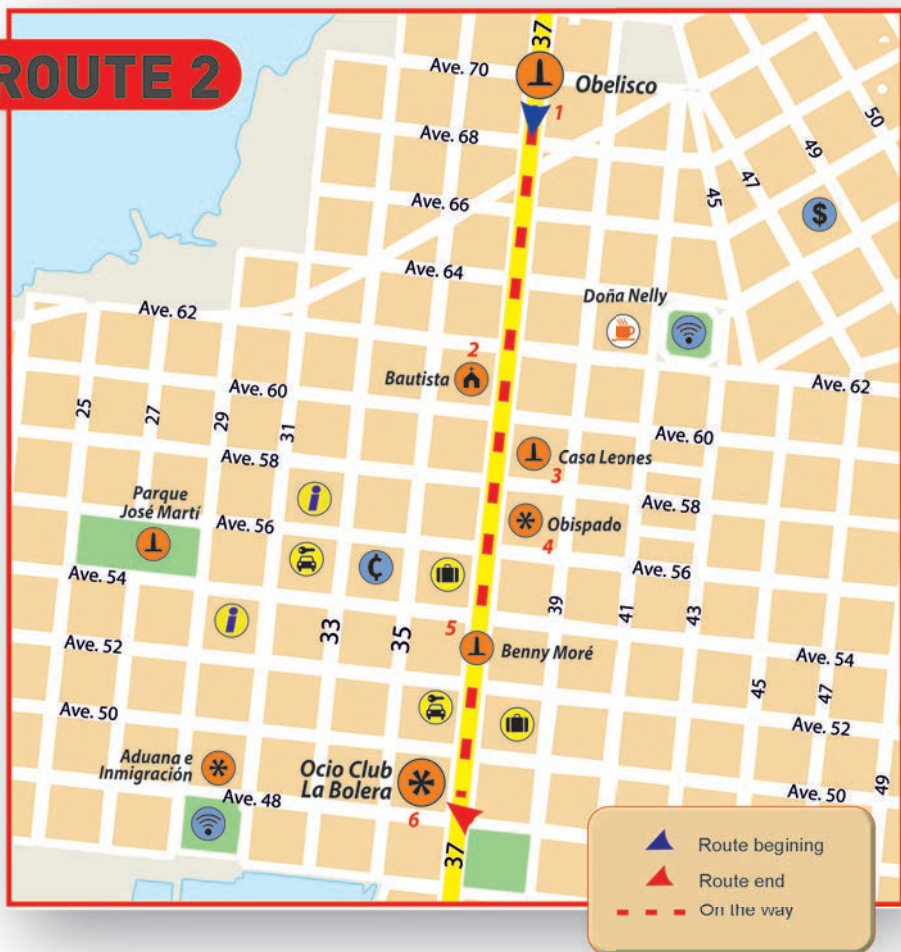 ROUTE 2
37
Ave. 70
Obelisco
1
50
Ave. 68
49
47
45
Ave. 66
$
Ave. 64
Doña Nelly
Ave. 62
2
Bautista
Ave. 62
Ave. 60
25
27
29
31
Ave. 60
Casa Leones
3
Ave. 58
Parque
José Martí
i
Ave. 58
Ave. 56
Obispado
4
Ave. 54
¢
Ave. 56
39
41
43
i
33
35
5
Benny Moré
Ave. 52
Ave. 54
45
47
Ave. 50
Ave. 52
Aduana e
Inmigración
Ocio Club
La Bolera
Ave. 48
6
Ave. 50
49
37
Route begining
Route end
On the way